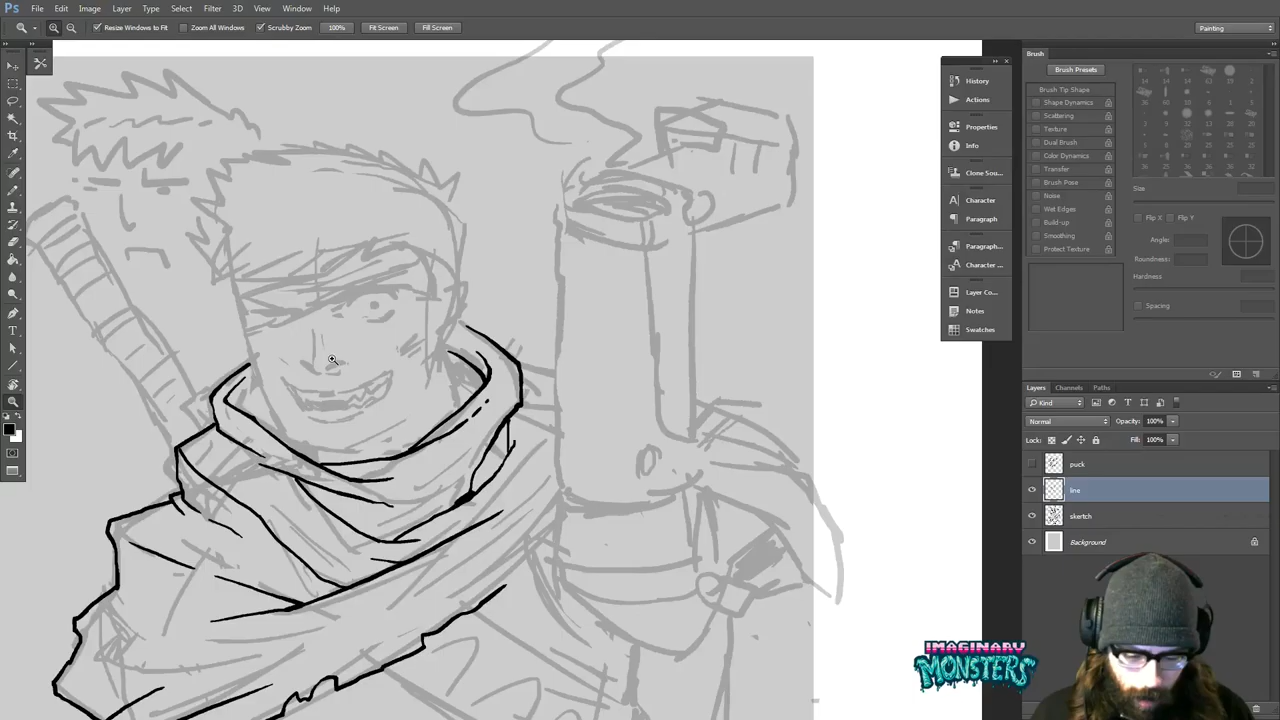 Ps File Edit Image Layer Type Select Filter 3D View Window Help
Resize Windows to Fit Zoom All Windows Scrubby Zoom 100% Fit Screen Fill Screen Painting
Brush
Brush Presets
Brush Tip Shape
Shape Dynamics
Scattering
Texture
Dual Brush
Color Dynamics
Transfer
Brush Pose
Noise
Wet Edges
Build-up
Smoothing
Protect Texture
Size
Flip X Flip Y
Angle:
Roundness:
Hardness
Spacing
History
Actions
Properties
Info
Clone Sou...
Character
Paragraph
Paragraph...
Character ...
Layer Co...
Notes
Swatches
Layers Channels Paths
Kind
Normal Opacity: 100%
Lock: Fill: 100%
puck
line
skertch
Background
IMAGINARY
MONSTERS